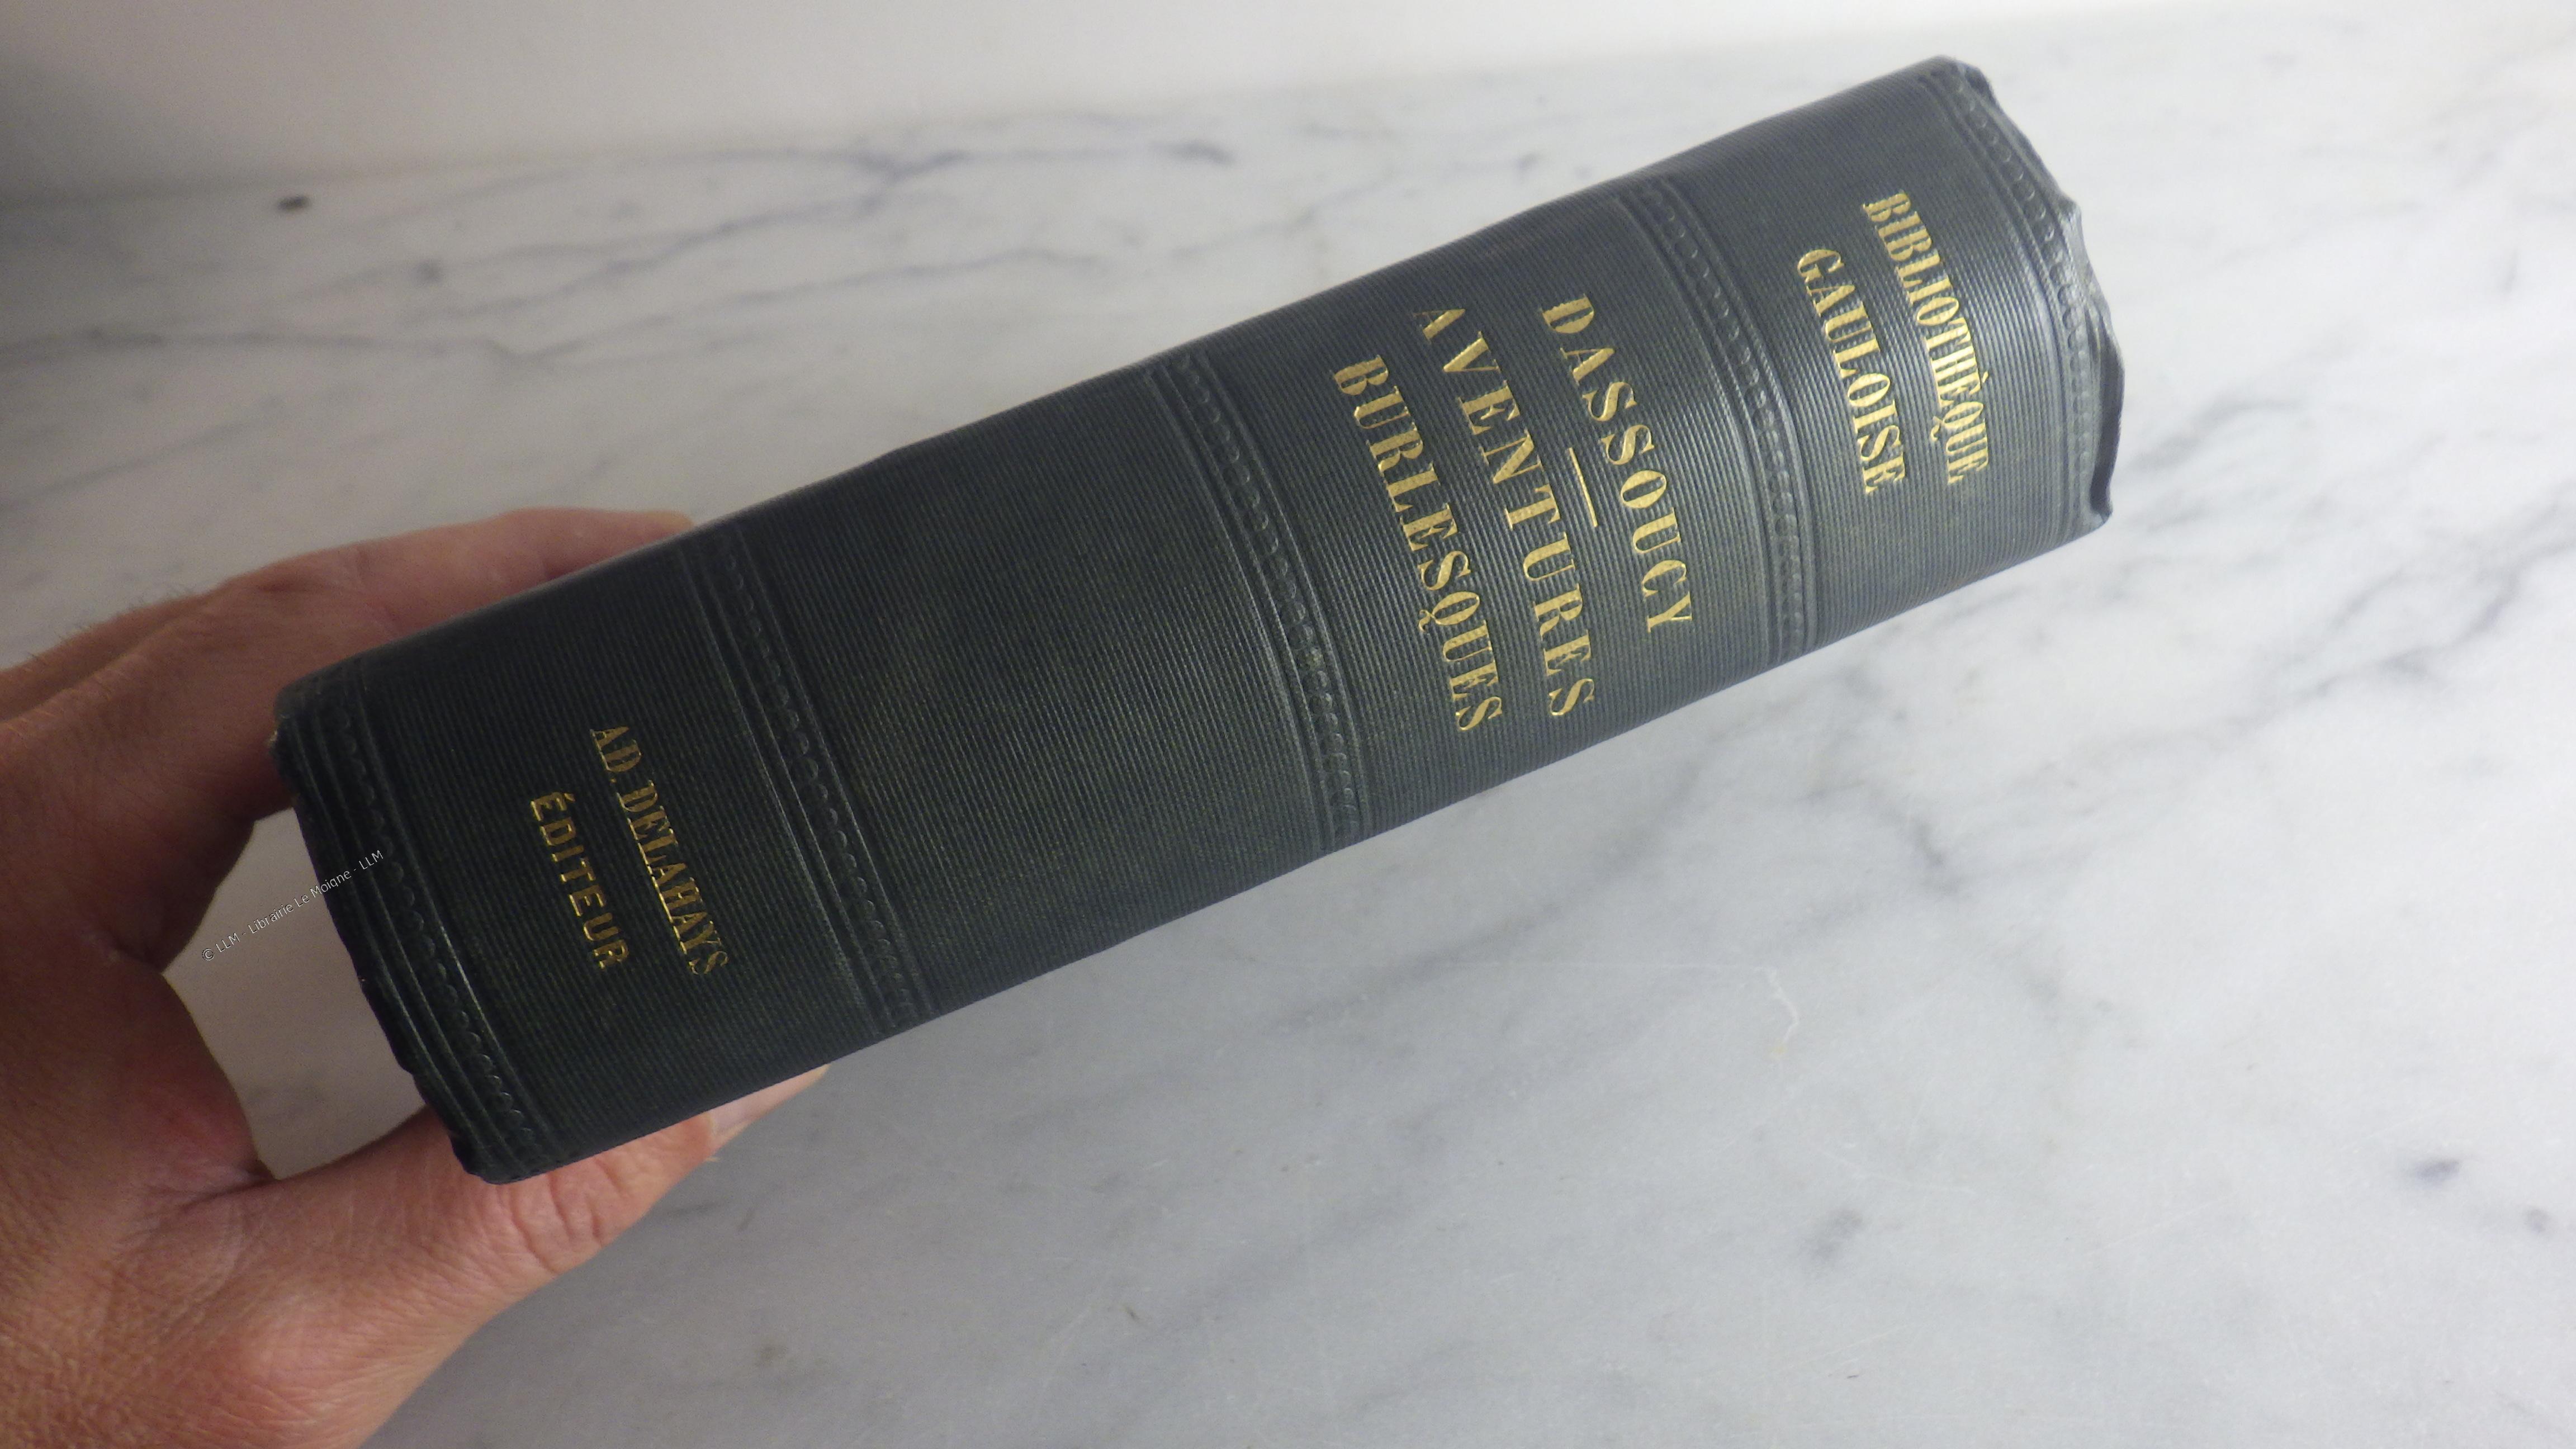 BIBLIOTHÈQUE
GAULOISE
DASSOUCY
AVENTURES
BURLESQUES
AD. DELAHAYS
ÉDITEUR
© LLM - Librairie Le Moigne - LLM